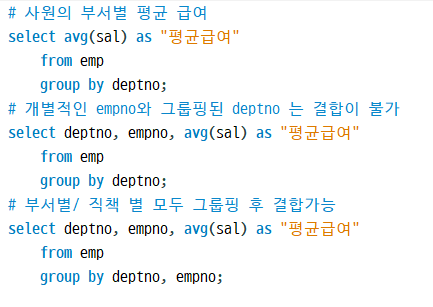 # 사원의 부서별 평균 급여
select avg(sal) as "평균급여"
    from emp
    group by deptno;
# 개별적인 empno와 그룹핑된 deptno 는 결합이 불가
select deptno, empno, avg(sal) as "평균급여"
    from emp
    group by deptno;
# 부서별/ 직책 별 모두 그룹핑 후 결합가능
select deptno, empno, avg(sal) as "평균급여"
    from emp
    group by deptno, empno;